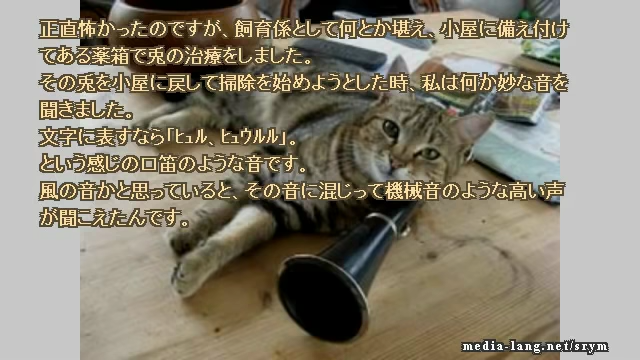 正直怖かったのですが、飼育係として何とか堪え、小屋に備え付け
てある薬箱で兎の治療をしました。
その兎を小屋に戻して掃除を始めようとした時、私は何か妙な音を
聞きました。
文字に表すなら｢ﾋｭﾙ、ﾋｭｳﾙﾙ｣。
という感じの口笛のような音です。
風の音かと思っていると、その音に混じって機械音のような高い声
が聞こえたんです。
media-lang.net/srym